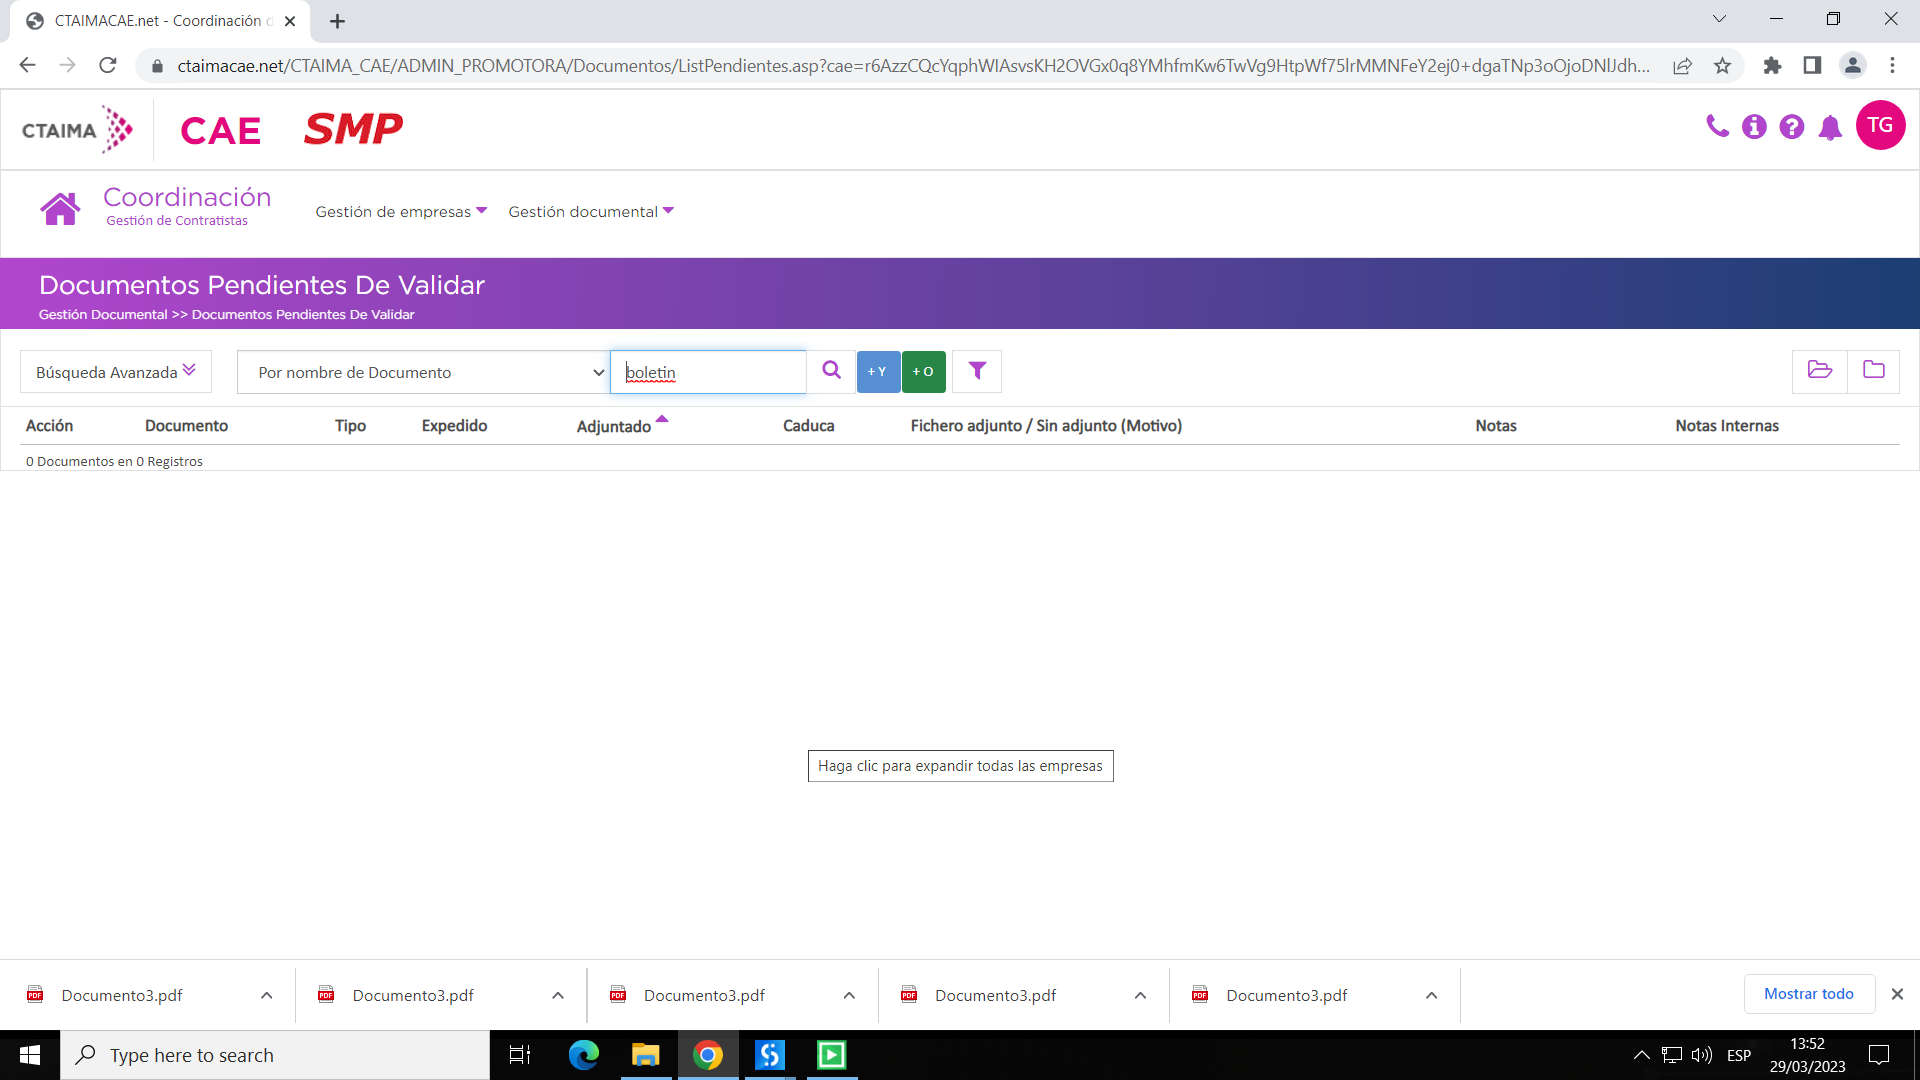 CTAIMACAE.net - Coordinación d
ctaimacae.net/CTAIMA_CAE/ADMIN_PROMOTORA/Documentos/ListPendientes.asp?cae=r6AzzCQcYqphWIAsvsKH2OVGx0q8YMhfmKw6TwVg9HtpWf75lrMMNFeY2ej0+dgaTNp3oOjoDNlJdh...
CTAIMA
CAE
SMP
TG
Coordinación
Gestión de Contratistas
Gestión de empresas
Gestión documental
Documentos Pendientes De Validar
Gestión Documental >> Documentos Pendientes De Validar
Búsqueda Avanzada
Por nombre de Documento
boletin
+ Y
+ O
Acción Documento Tipo Expedido Adjuntado Caduca Fichero adjunto / Sin adjunto (Motivo) Notas Notas Internas
0 Documentos en 0 Registros
Haga clic para expandir todas las empresas
Documento3.pdf
Documento3.pdf
Documento3.pdf
Documento3.pdf
Documento3.pdf
Mostrar todo
Type here to search
ESP
13:52
29/03/2023